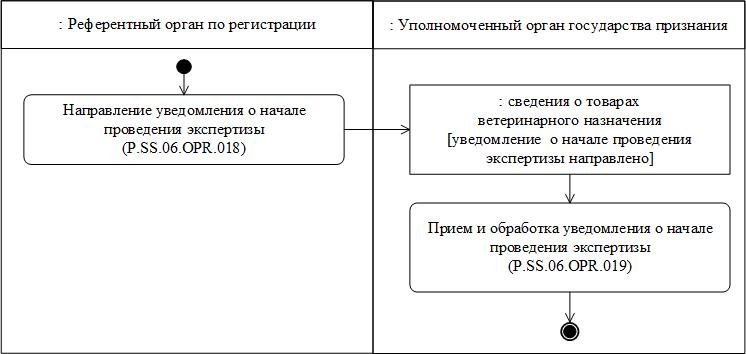 : Референтный орган по регистрации
: Уполномоченный орган государства признания
Направление уведомления о начале
проведения экспертизы
(P.SS.06.OPR.018)
: сведения о товарах
ветеринарного назначения
[уведомление о начале проведения
экспертизы направлено]
Прием и обработка уведомления о начале
проведения экспертизы
(P.SS.06.OPR.019)